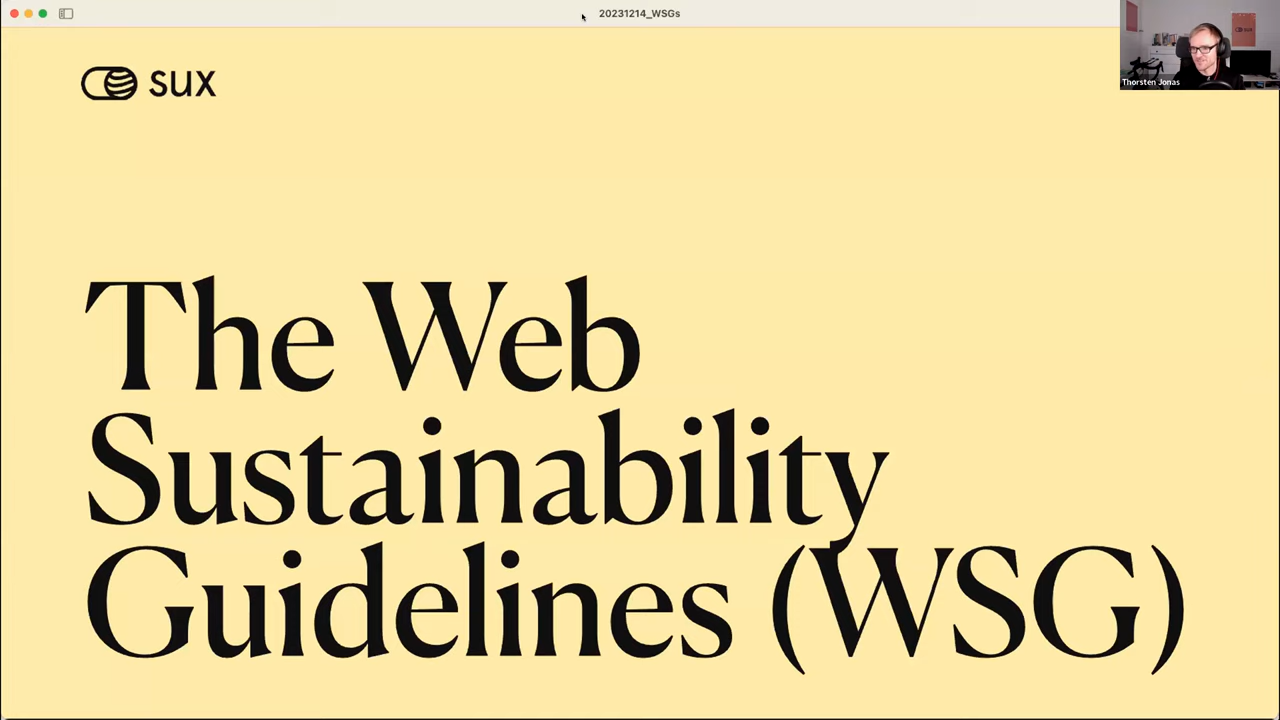 20231214_WSGs
Thorsten Jonas
sux
The Web
Sustainability
Guidelines (WSG)